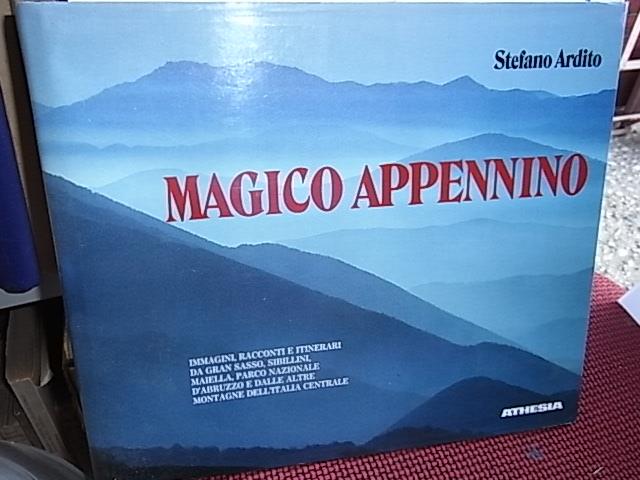 Stefano Ardito
MAGICO APPENNINO
IMMAGINI, RACCONTI E ITINERARI
DA GRAN SASSO, SIBILLINI,
MAIELLA, PARCO NAZIONALE
D'ABRUZZO E DALLE ALTRE
MONTAGNE DELL'ITALIA CENTRALE
ATHESIA